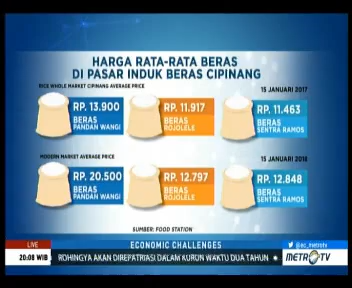 HARGA RATA-RATA BERAS
DI PASAR INDUK BERAS CIPINANG
RICE WHOLE MARKET CIPINANG AVERAGE PRICE
15 JANUARI 2017
RP. 13.900
BERAS
PANDAN WANGI
RP. 11.917
BERAS
ROJOLELE
RP. 11.463
BERAS
SENTRA RAMOS
MODERN MARKET AVERAGE PRICE
15 JANUARI 2018
RP. 20.500
BERAS
PANDAN WANGI
RP. 12.797
BERAS
ROJOLELE
RP. 12.848
BERAS
SENTRA RAMOS
SUMBER: FOOD STATION
LIVE
ECONOMIC CHALLENGES
@ec_metrotv
20:08 WIB
ROHINGYA AKAN DIREPATRIASI DALAM KURUN WAKTU DUA TAHUN
METRO TV